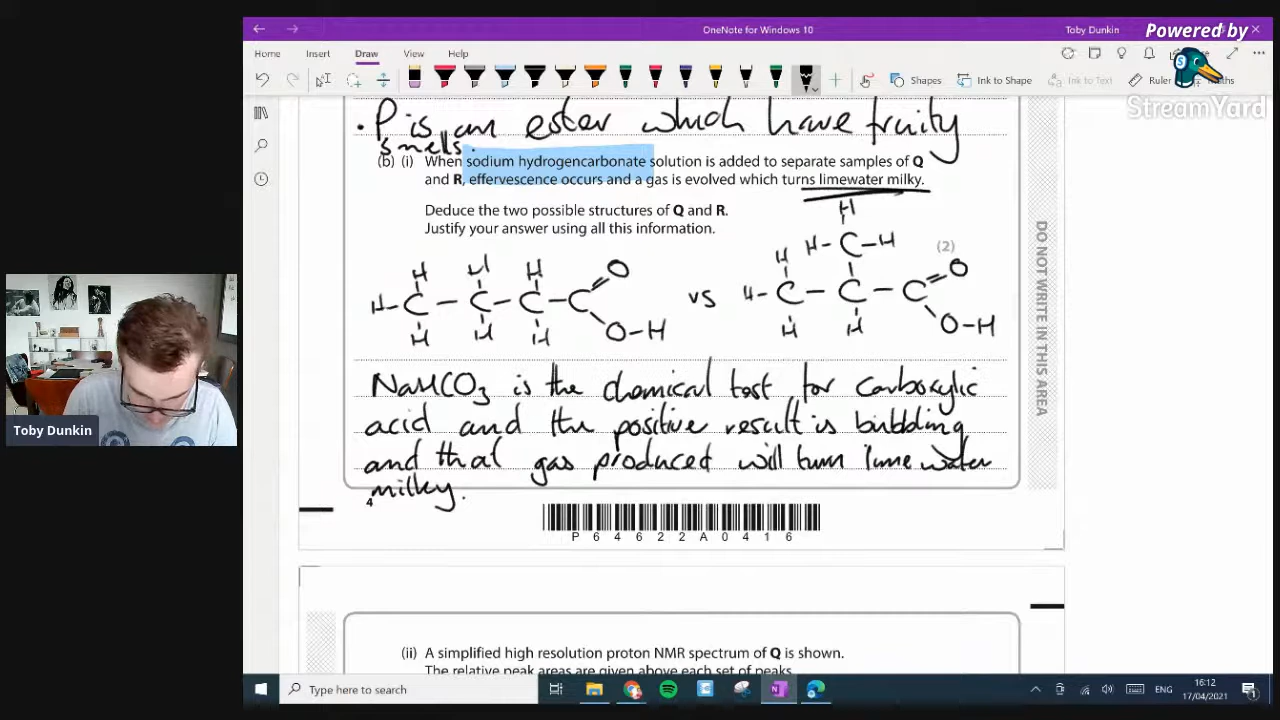 OneNote for Windows 10
Toby Dunkin
Powered by
StreamYard
Home Insert Draw View Help
Shapes Ink to Shape Ink to Text Ruler Maths
. P is an ester which have fruity
smells.
(b) (i) When sodium hydrogencarbonate solution is added to separate samples of Q
and R, effervescence occurs and a gas is evolved which turns limewater milky.
Deduce the two possible structures of Q and R.
Justify your answer using all this information.
(2)
H
H H-C-H
H H H O
H-C-C-C-C
H H H O-H
vs
H-C-C-C O
H H O-H
NaHCO3 is the chemical test for carboxylic
acid and the positive result is bubbling
and that gas produced will turn lime water
milky.
4
P 6 4 6 2 2 A 0 4 1 6
DO NOT WRITE IN THIS AREA
(ii) A simplified high resolution proton NMR spectrum of Q is shown.
The relative peak areas are given above each set of peaks.
Toby Dunkin
Type here to search
ENG
16:12
17/04/2021